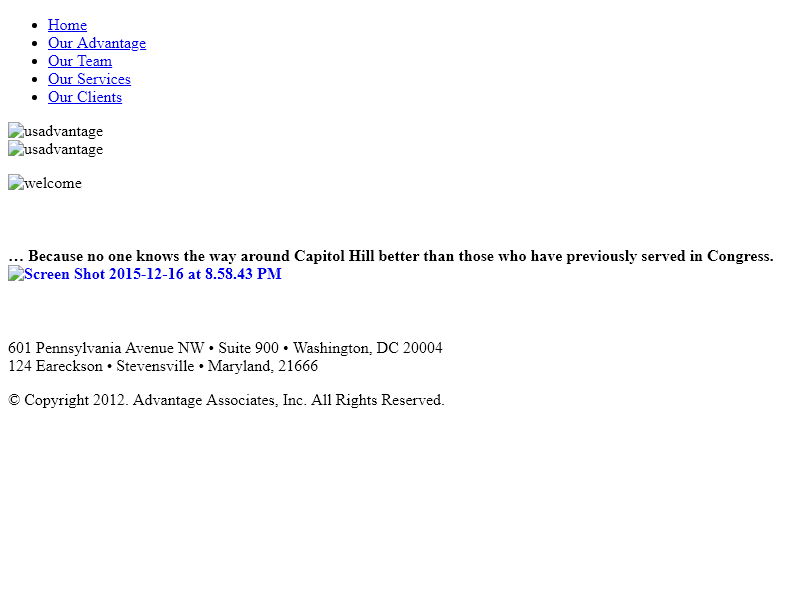 Home
Our Advantage
Our Team
Our Services
Our Clients
usadvantage
usadvantage
welcome
… Because no one knows the way around Capitol Hill better than those who have previously served in Congress.
Screen Shot 2015-12-16 at 8.58.43 PM
601 Pennsylvania Avenue NW • Suite 900 • Washington, DC 20004
124 Eareckson • Stevensville • Maryland, 21666
© Copyright 2012. Advantage Associates, Inc. All Rights Reserved.